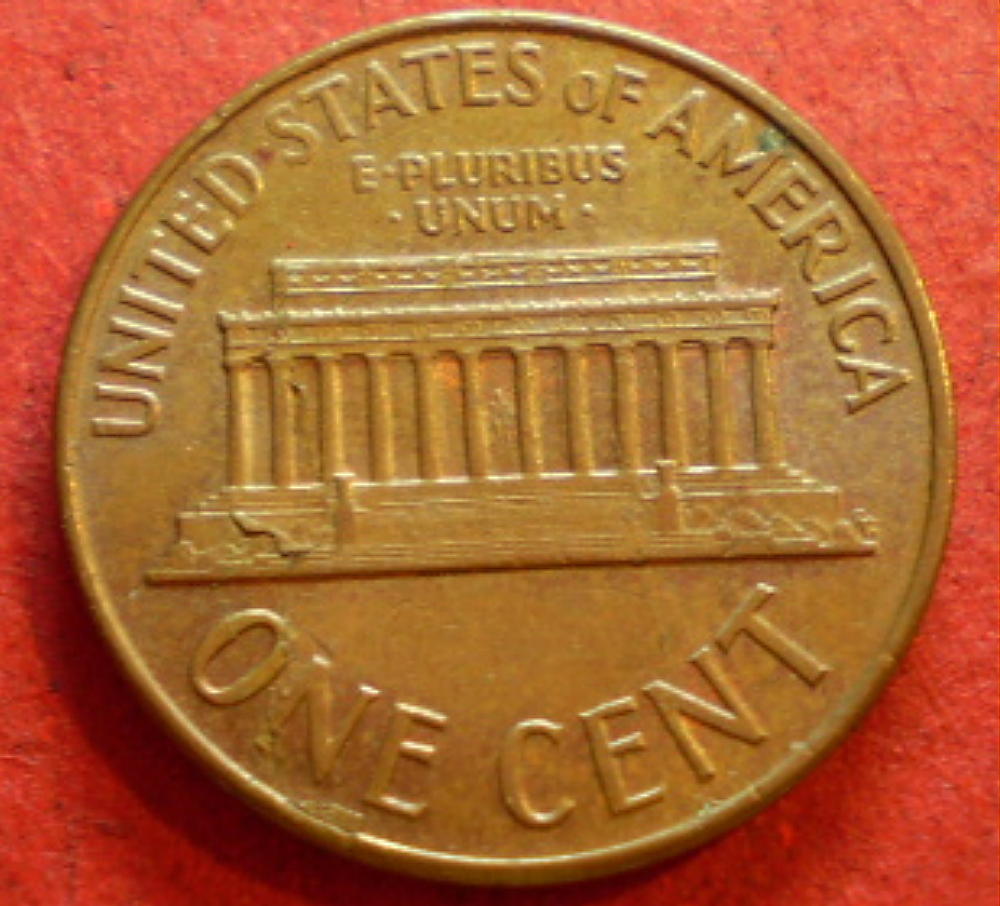 UNITED·STATES oF AMERICA
E·PLURIBUS
·UNUM·
ONE CENT